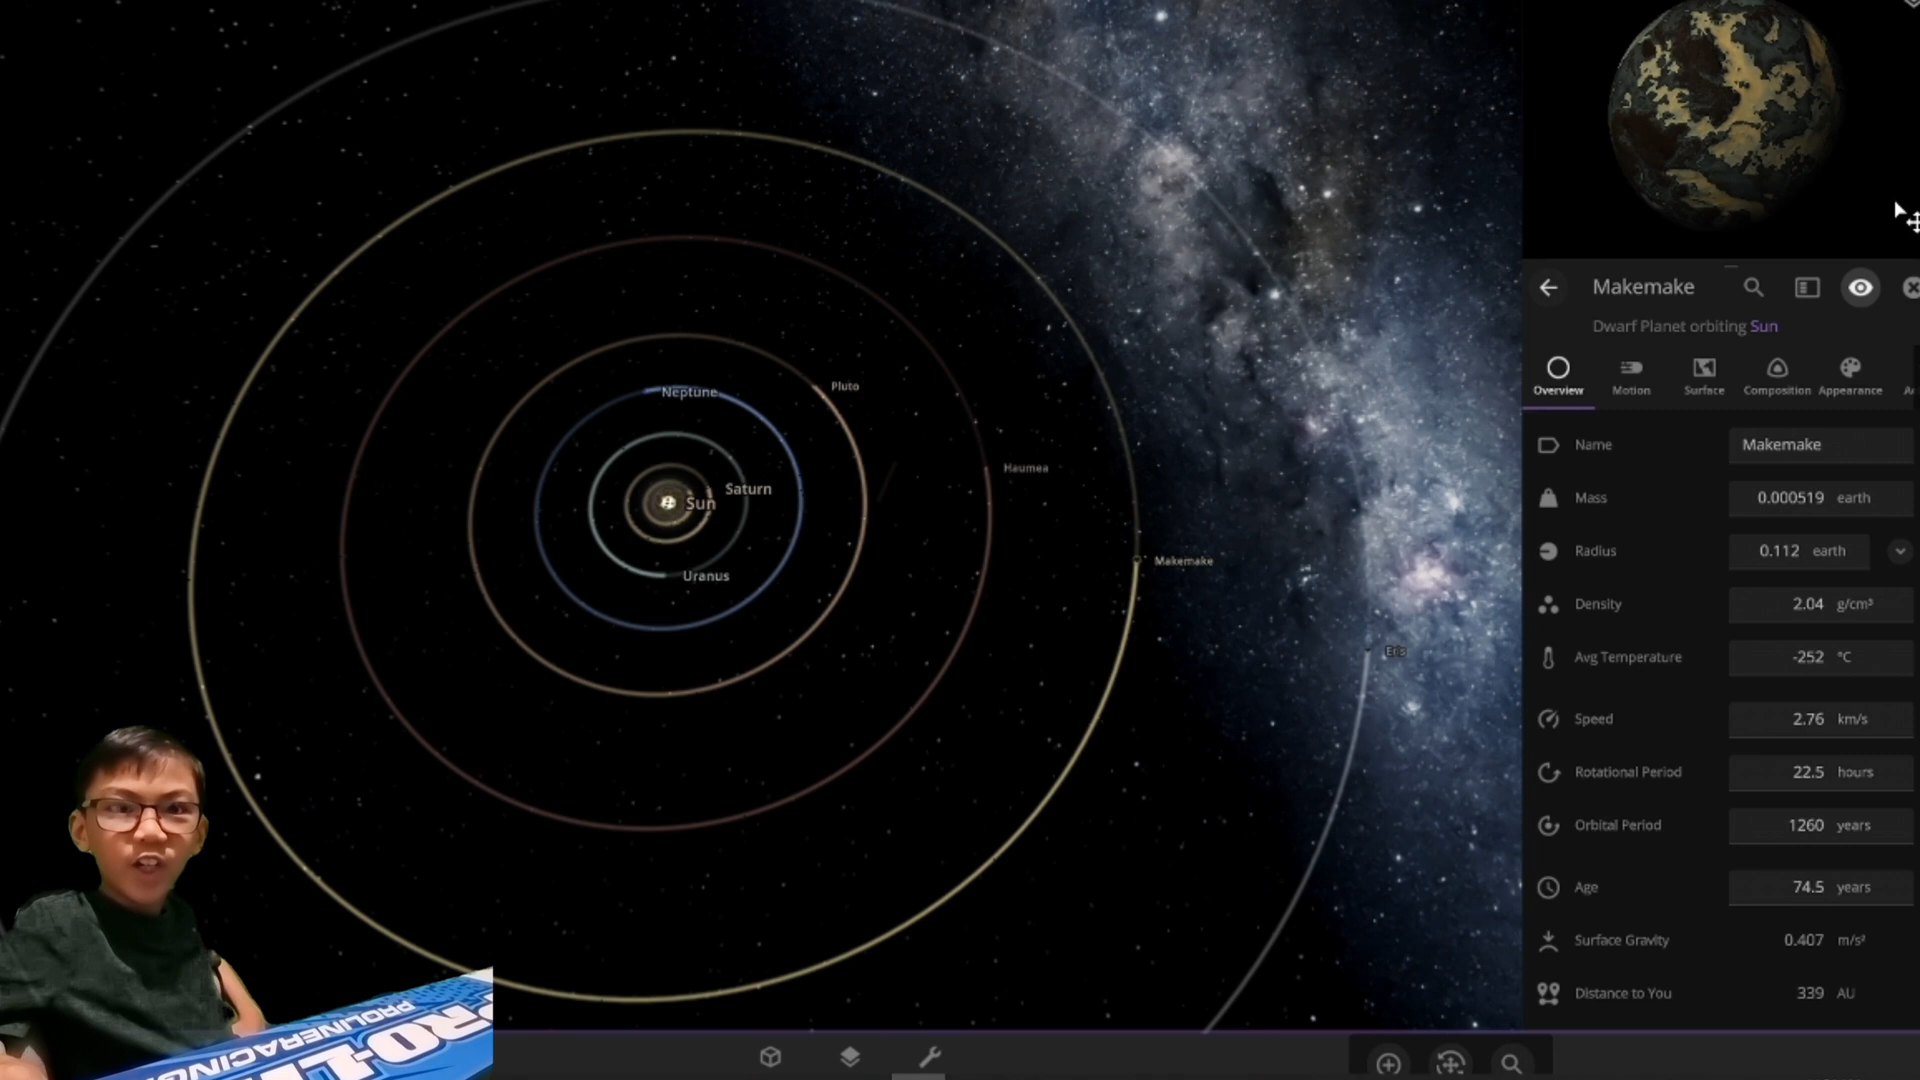 Neptune
Pluto
Haumea
Saturn
Sun
Makemake
Uranus
Eris
Makemake
Dwarf Planet orbiting Sun
Overview Motion Surface Composition Appearance
Name Makemake
Mass 0.000519 earth
Radius 0.112 earth
Density 2.04 g/cm³
Avg Temperature -252 °C
Speed 2.76 km/s
Rotational Period 22.5 hours
Orbital Period 1260 years
Age 74.5 years
Surface Gravity 0.407 m/s²
Distance to You 339 AU
PROLINERACING